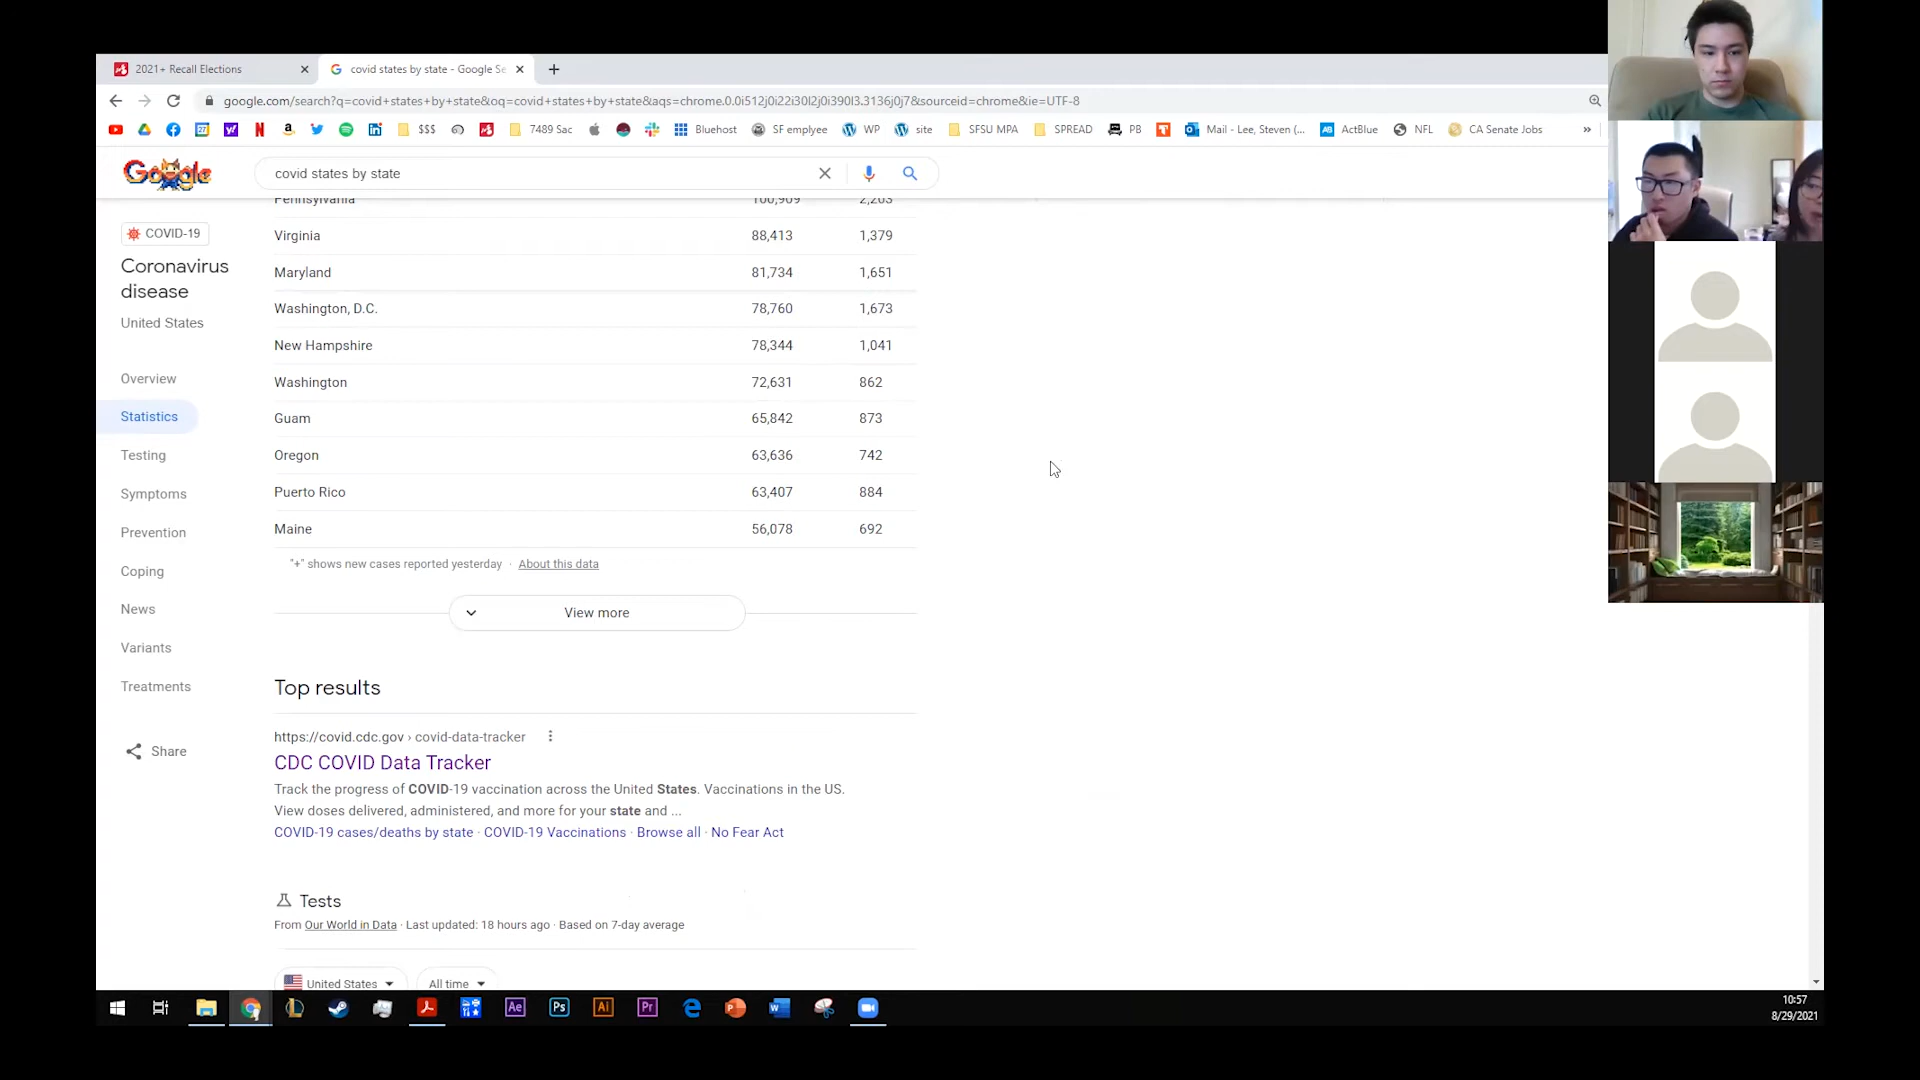 2021+ Recall Elections
covid states by state - Google Se
google.com/search?q=covid+states+by+state&oq=covid+states+by+state&aqs=chrome.0.0i512j0i22i30l2j0i390l3.3136j0j7&sourceid=chrome&ie=UTF-8
$$$ 7489 Sac Bluehost SF emplyee WP site SFSU MPA SPREAD PB Mail - Lee, Steven (... ActBlue NFL CA Senate Jobs »
Google
covid states by state
COVID-19
Coronavirus
disease
United States
Overview
Statistics
Testing
Symptoms
Prevention
Coping
News
Variants
Treatments
Share
Pennsylvania 100,909 2,203
Virginia 88,413 1,379
Maryland 81,734 1,651
Washington, D.C. 78,760 1,673
New Hampshire 78,344 1,041
Washington 72,631 862
Guam 65,842 873
Oregon 63,636 742
Puerto Rico 63,407 884
Maine 56,078 692
"+" shows new cases reported yesterday · About this data
View more
Top results
https://covid.cdc.gov › covid-data-tracker
CDC COVID Data Tracker
Track the progress of COVID-19 vaccination across the United States. Vaccinations in the US.
View doses delivered, administered, and more for your state and ...
COVID-19 cases/deaths by state · COVID-19 Vaccinations · Browse all · No Fear Act
Tests
From Our World in Data · Last updated: 18 hours ago · Based on 7-day average
United States All time
Ae Ps Ai Pr
10:57
8/29/2021